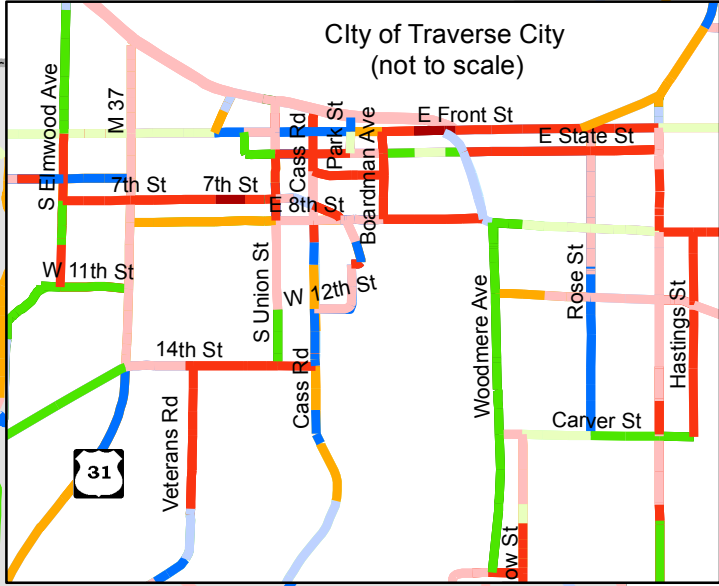 CIty of Traverse City
(not to scale)
S Elmwood Ave
M 37
Cass Rd
Park St
Boardman Ave
E Front St
E State St
7th St
7th St
E 8th St
W 11th St
S Union St
W 12th St
Woodmere Ave
Rose St
Hastings St
14th St
Cass Rd
Veterans Rd
Carver St
31
ow St